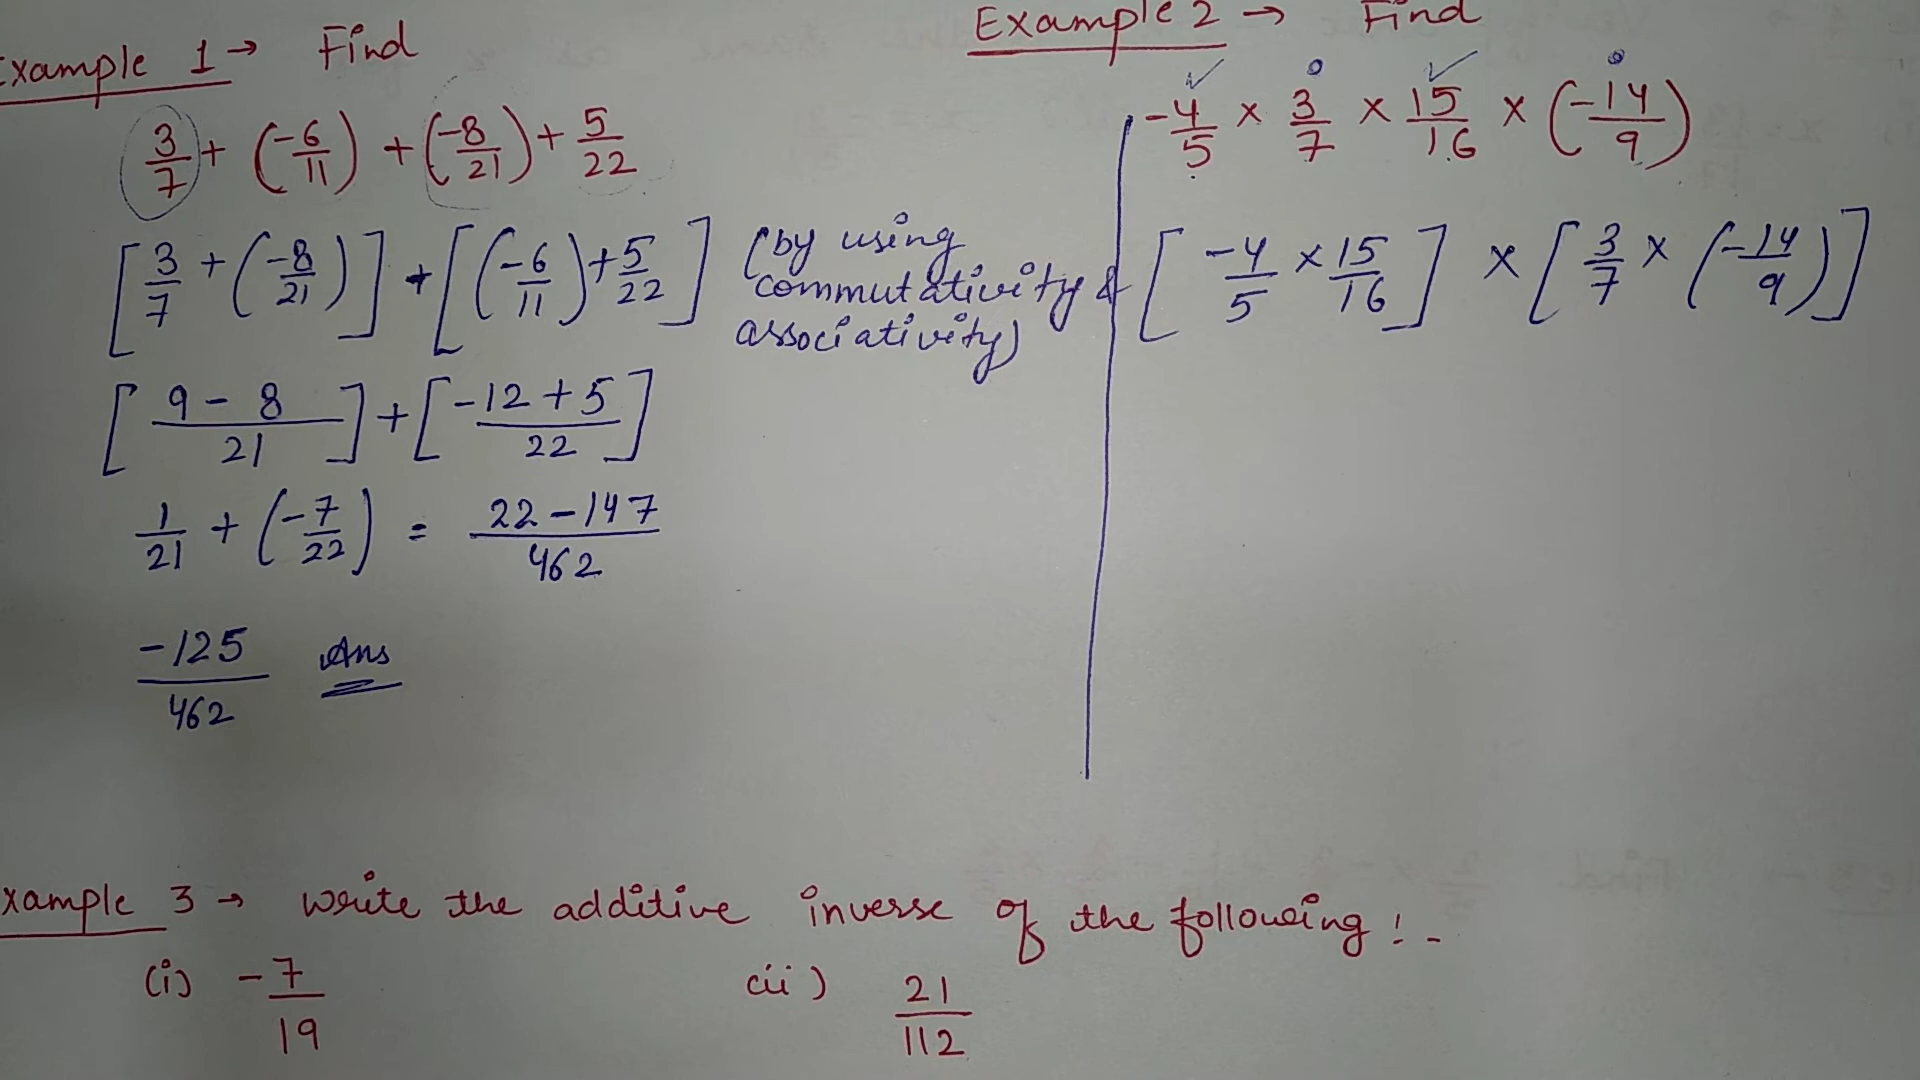 Example 1 → Find
3/7 + (-6/11) + (-8/21) + 5/22
[3/7 + (-8/21)] + [(-6/11) + 5/22] (by using
commutativity &
associativity)
[9 - 8 / 21] + [-12 + 5 / 22]
1/21 + (-7/22) = 22 - 147 / 462
-125/462 Ans
Example 2 → Find
-4/5 × 3/7 × 15/16 × (-14/9)
[-4/5 × 15/16] × [3/7 × (-14/9)]
xample 3 → Write the additive inverse of the following :-
(i) -7/19 (ii) 21/112